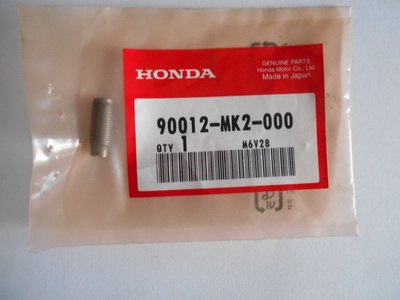 HONDA
GENUINE PARTS
Honda Motor Co., Ltd.
Made in Japan
90012-MK2-000
QTY 1 M6V28